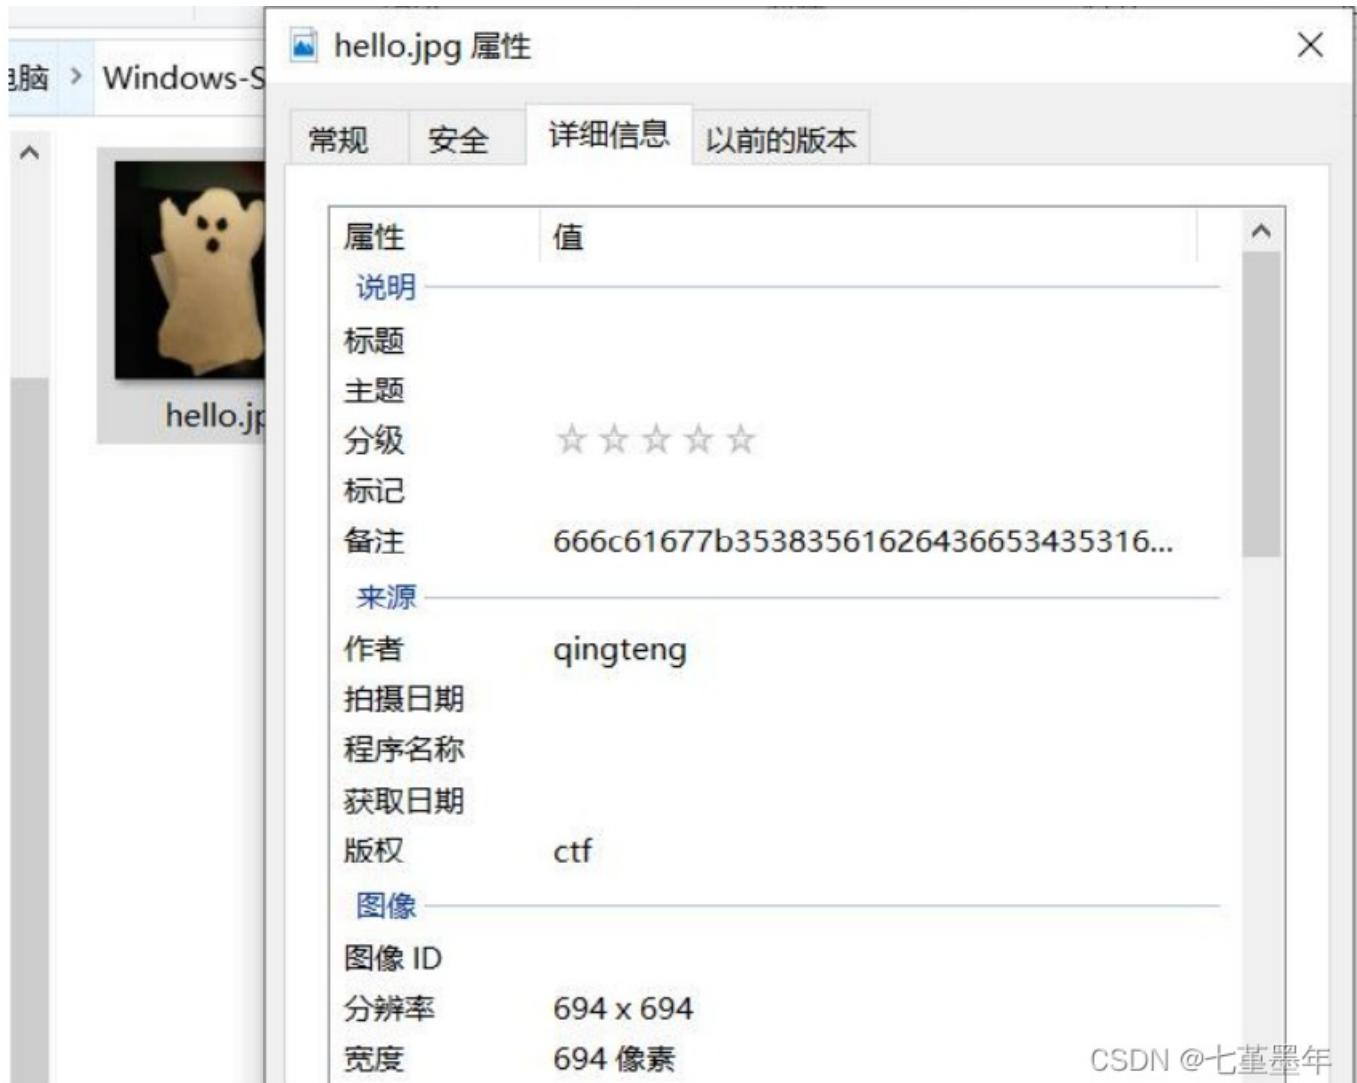 hello.jpg 属性
电脑 > Windows-S
常规 安全 详细信息 以前的版本
hello.jp
属性 值
说明
标题
主题
分级 ☆☆☆☆☆
标记
备注 666c61677b35383561626436653435316...
来源
作者 qingteng
拍摄日期
程序名称
获取日期
版权 ctf
图像
图像 ID
分辨率 694 x 694
宽度 694 像素
CSDN @七堇墨年